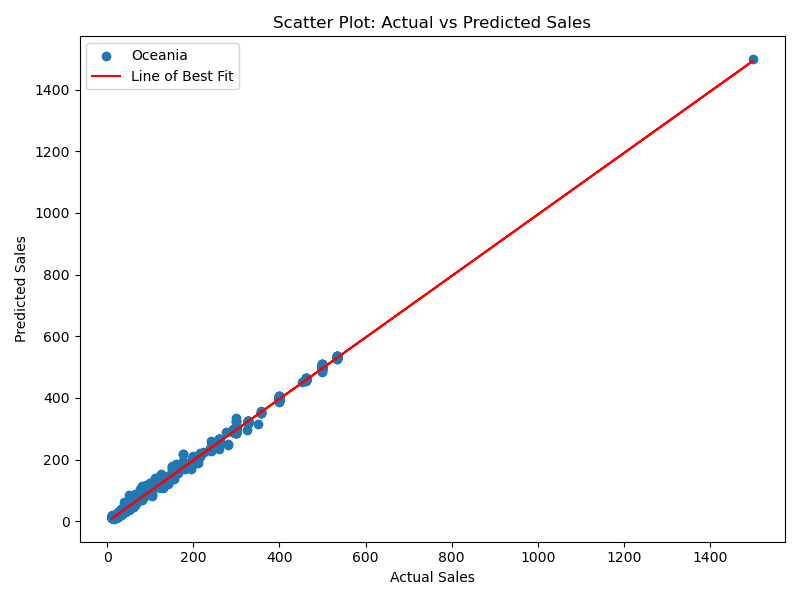 Scatter Plot: Actual vs Predicted Sales
Oceania
Line of Best Fit
Predicted Sales
1400
1200
1000
800
600
400
200
0
0 200 400 600 800 1000 1200 1400
Actual Sales